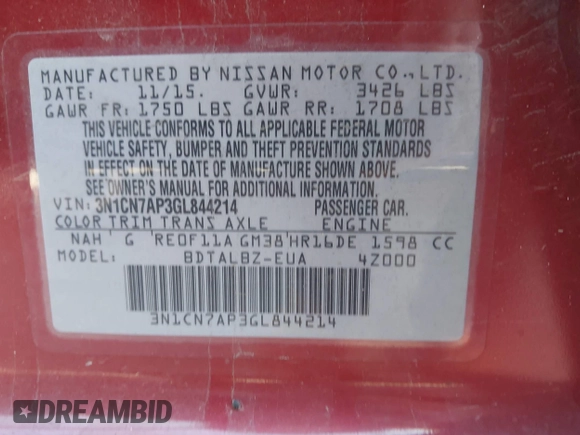 MANUFACTURED BY NISSAN MOTOR CO., LTD.
DATE: 11/15. GVWR: 3426 LBS
GAWR FR: 1750 LBS GAWR RR: 1708 LBS
THIS VEHICLE CONFORMS TO ALL APPLICABLE FEDERAL MOTOR
VEHICLE SAFETY, BUMPER AND THEFT PREVENTION STANDARDS
IN EFFECT ON THE DATE OF MANUFACTURE SHOWN ABOVE.
SEE OWNER'S MANUAL FOR ADDITIONAL INFORMATION.
VIN: 3N1CN7AP3GL844214 PASSENGER CAR.
COLOR TRIM TRANS AXLE ENGINE
NAH G RE0F11A GM38 HR16DE 1598 CC
MODEL: BDTALBZ-EUA 4Z000
3N1CN7AP3GL844214
DREAMBID